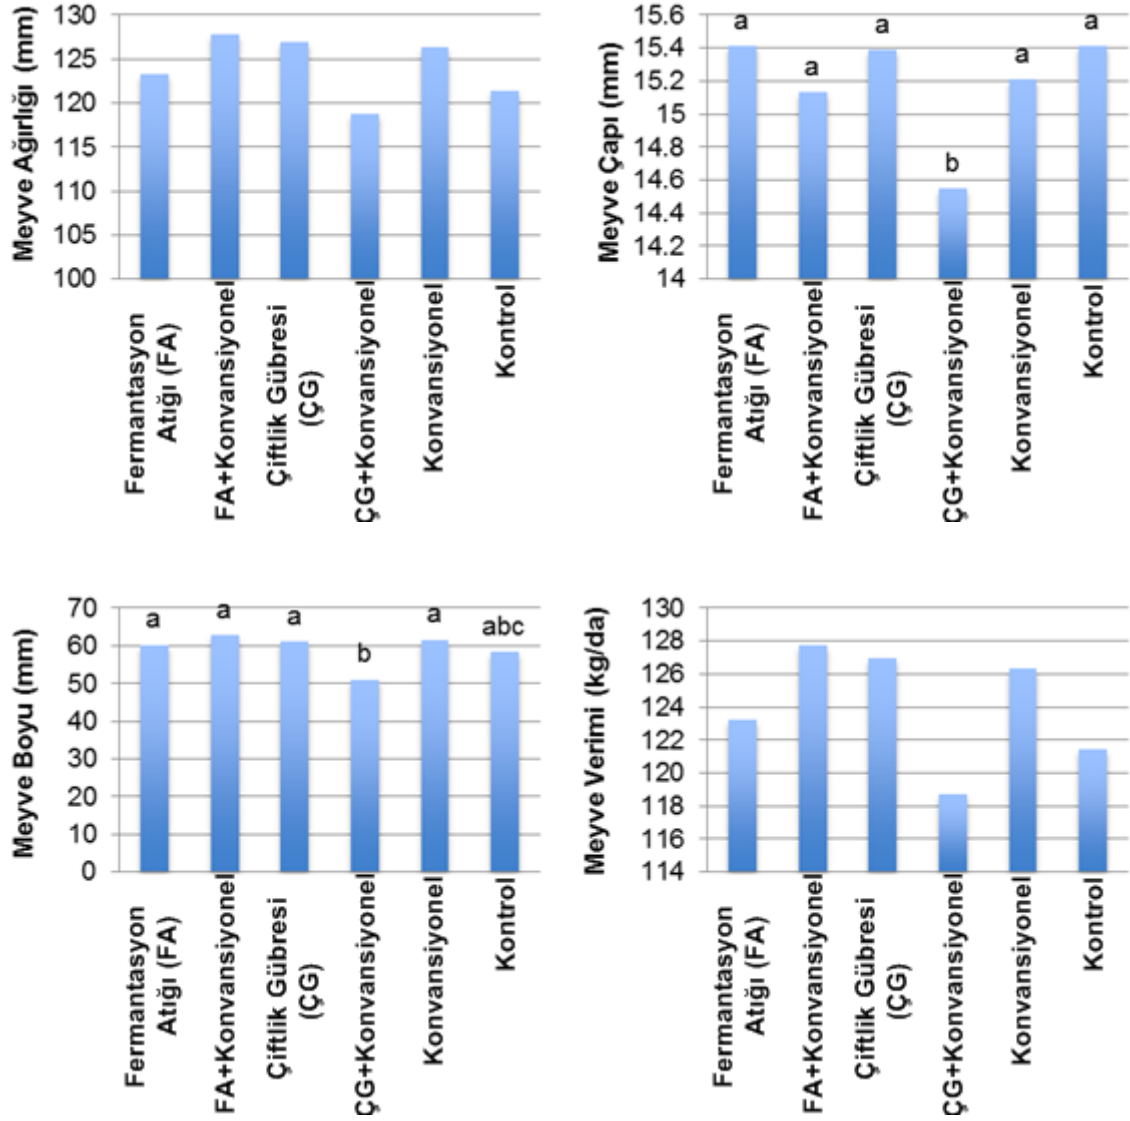 Meyve Ağırlığı (mm)
130
125
120
115
110
105
100
Fermantasyon
Atığı (FA)
FA+Konvansiyonel
Çiftlik Gübresi
(ÇG)
ÇG+Konvansiyonel
Konvansiyonel
Kontrol
Meyve Çapı (mm)
15.6
15.4
15.2
15
14.8
14.6
14.4
14.2
14
a
a
a
b
a
a
Fermantasyon
Atığı (FA)
FA+Konvansiyonel
Çiftlik Gübresi
(ÇG)
ÇG+Konvansiyonel
Konvansiyonel
Kontrol
Meyve Boyu (mm)
70
60
50
40
30
20
10
0
a
a
a
b
a
abc
Fermantasyon
Atığı (FA)
FA+Konvansiyonel
Çiftlik Gübresi
(ÇG)
ÇG+Konvansiyonel
Konvansiyonel
Kontrol
Meyve Verimi (kg/da)
130
128
126
124
122
120
118
116
114
Fermantasyon
Atığı (FA)
FA+Konvansiyonel
Çiftlik Gübresi
(ÇG)
ÇG+Konvansiyonel
Konvansiyonel
Kontrol